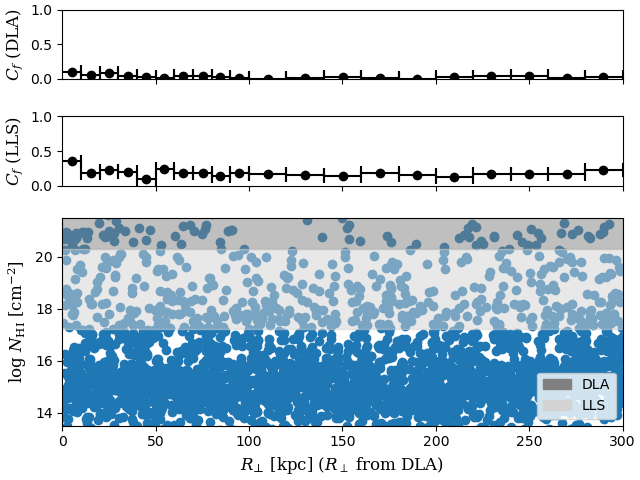 1.0
0.5
0.0
C_f (DLA)
1.0
0.5
0.0
C_f (LLS)
20
18
16
14
log N_HI [cm^−2]
DLA
LLS
0 50 100 150 200 250 300
R_⊥ [kpc] (R_⊥ from DLA)